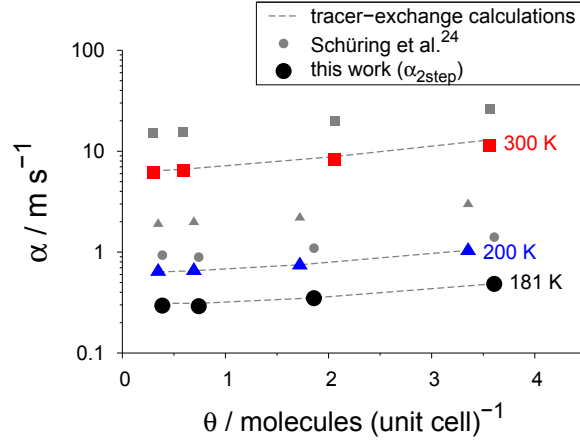 tracer−exchange calculations
Schüring et al.24
this work (α2step)
100
10
1
0.1
α / m s−1
300 K
200 K
181 K
0 1 2 3 4
θ / molecules (unit cell)−1